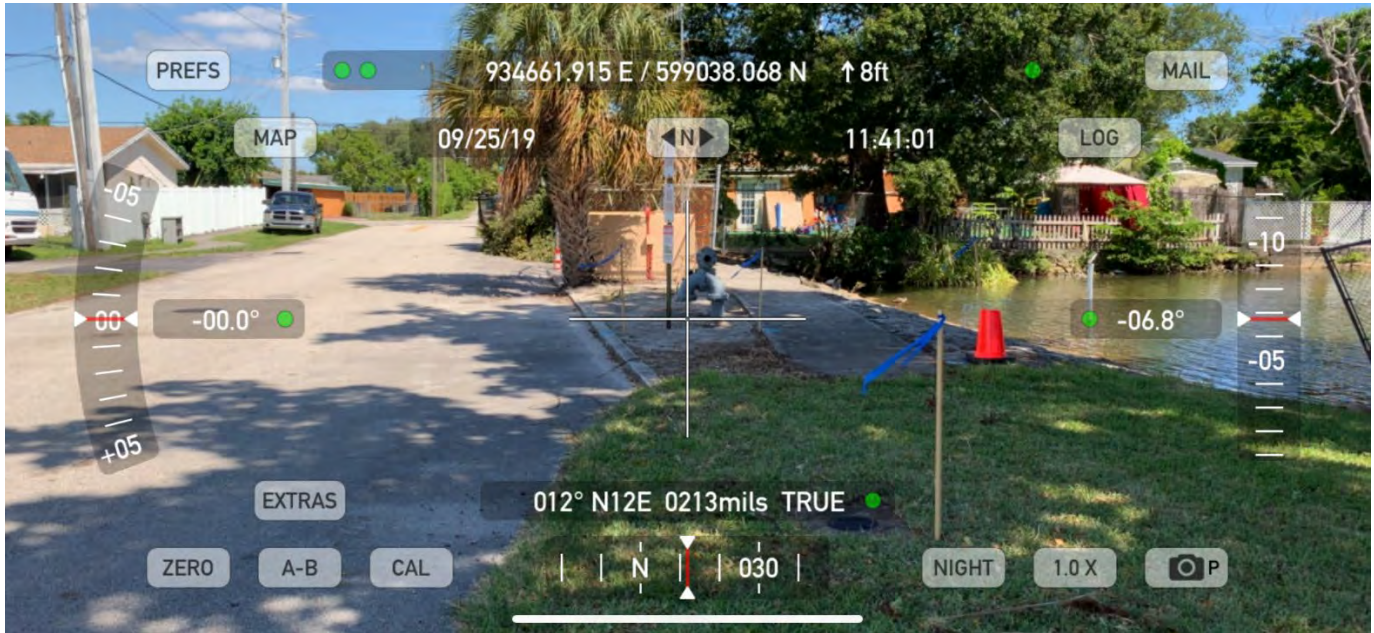 PREFS 934661.915 E / 599038.068 N ↑ 8ft MAIL
MAP 09/25/19 N 11:41:01 LOG
-05
-10
00 -00.0° -06.8°
-05
+05
EXTRAS 012° N12E 0213mils TRUE
ZERO A-B CAL N 030 NIGHT 1.0 X P